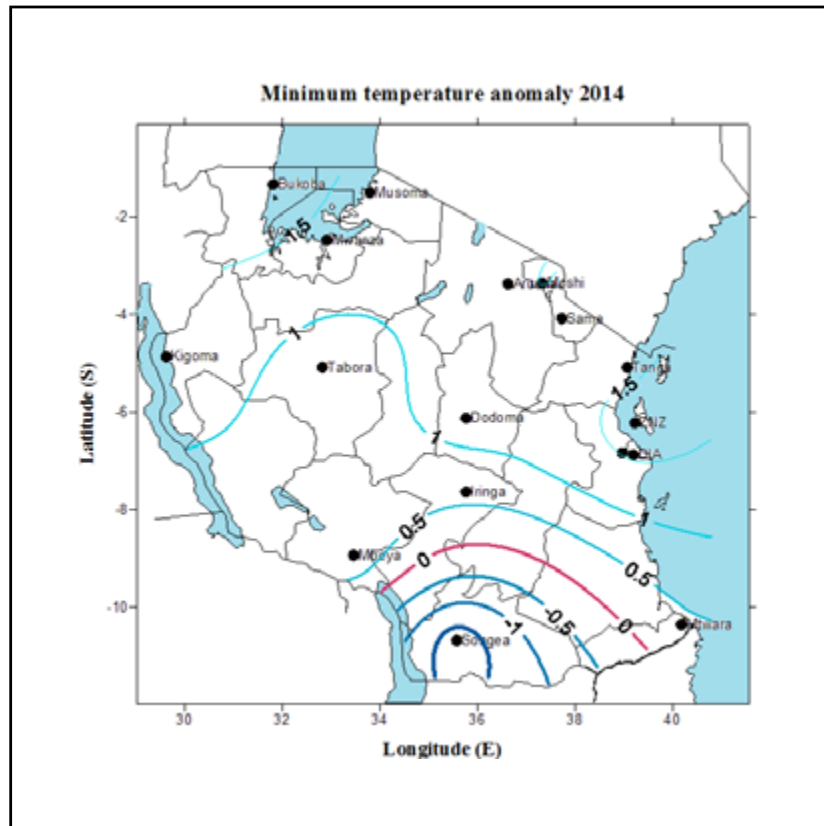 Minimum temperature anomaly 2014
Bukoba
Musoma
-2
1.5
Mwanza
Moshi
Same
-4
1
Kigoma
Tabora
Tanga
1.5
Latitude (S)
-6
Dodoma
ZNZ
1
DIA
Iringa
-8
0.5
1
Mbeya
0
0.5
-10
-0.5
0
Mtwara
-1
Songea
30 32 34 36 38 40
Longitude (E)